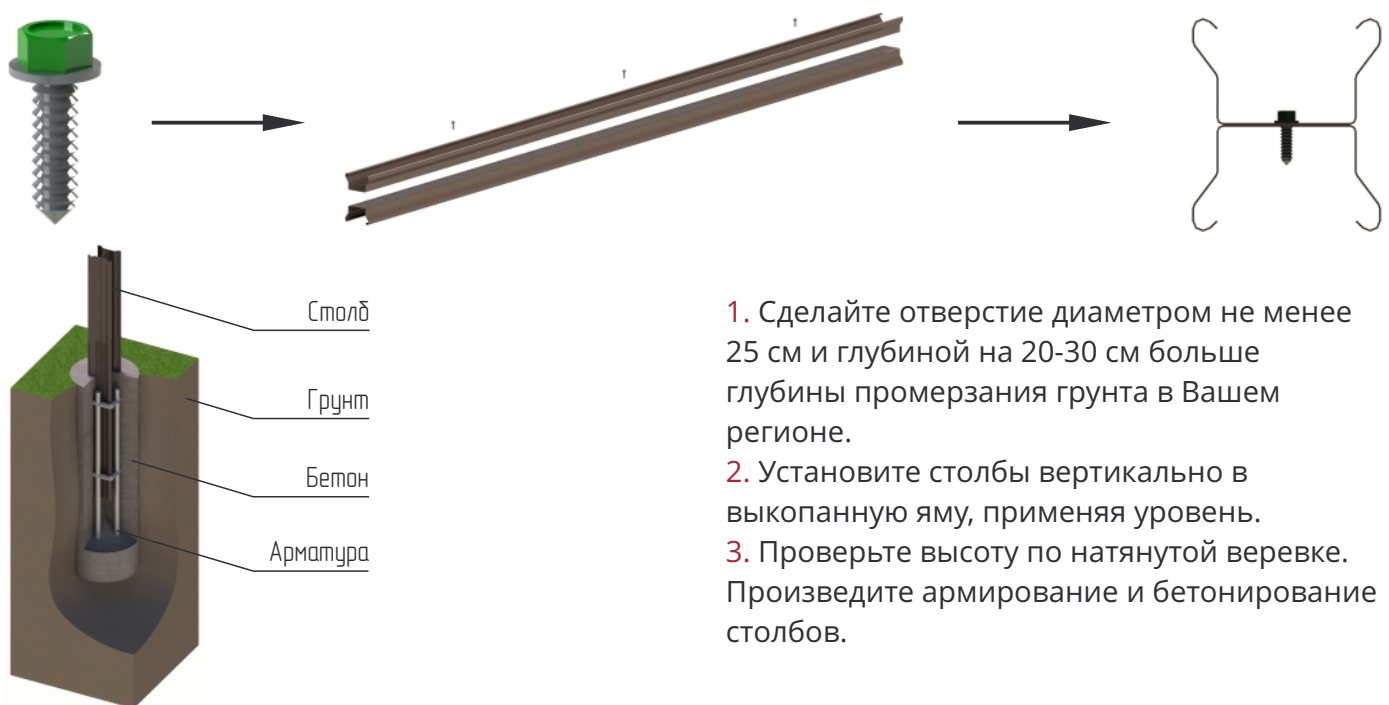 Столб
Грунт
Бетон
Арматура
1. Сделайте отверстие диаметром не менее
25 см и глубиной на 20-30 см больше
глубины промерзания грунта в Вашем
регионе.
2. Установите столбы вертикально в
выкопанную яму, применяя уровень.
3. Проверьте высоту по натянутой веревке.
Произведите армирование и бетонирование
столбов.